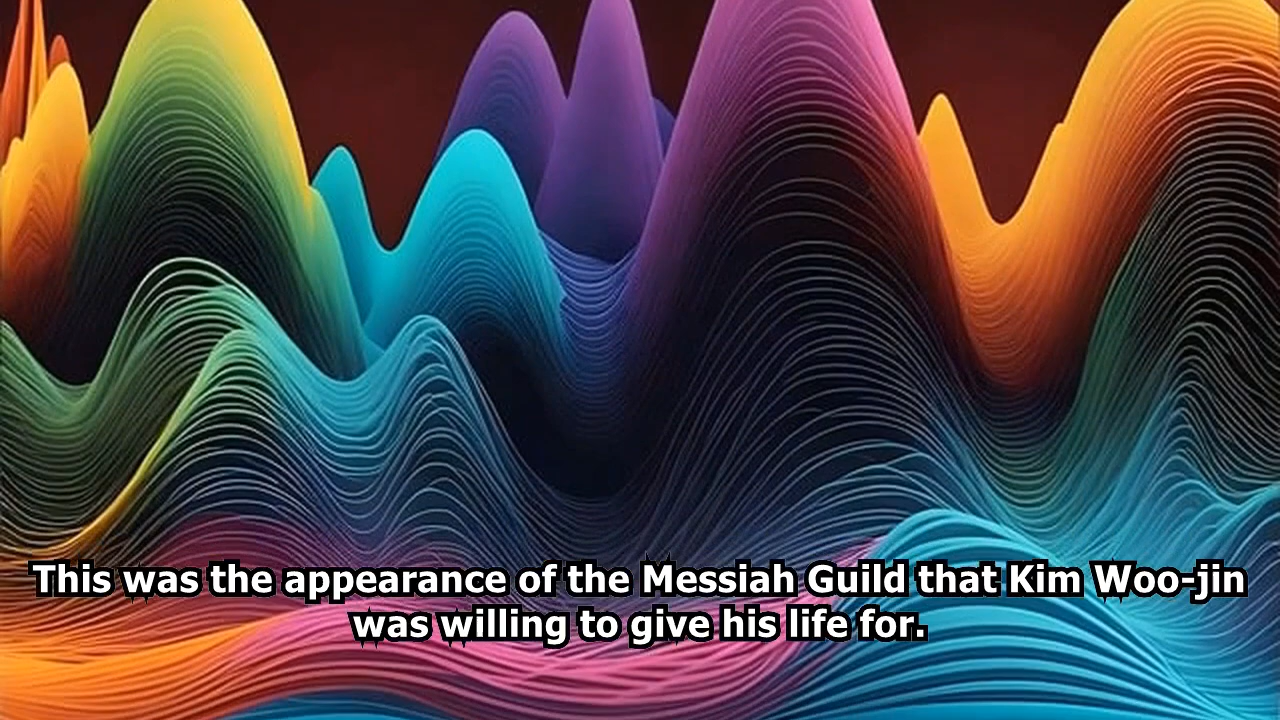 This was the appearance of the Messiah Guild that Kim Woo-jin
was willing to give his life for.